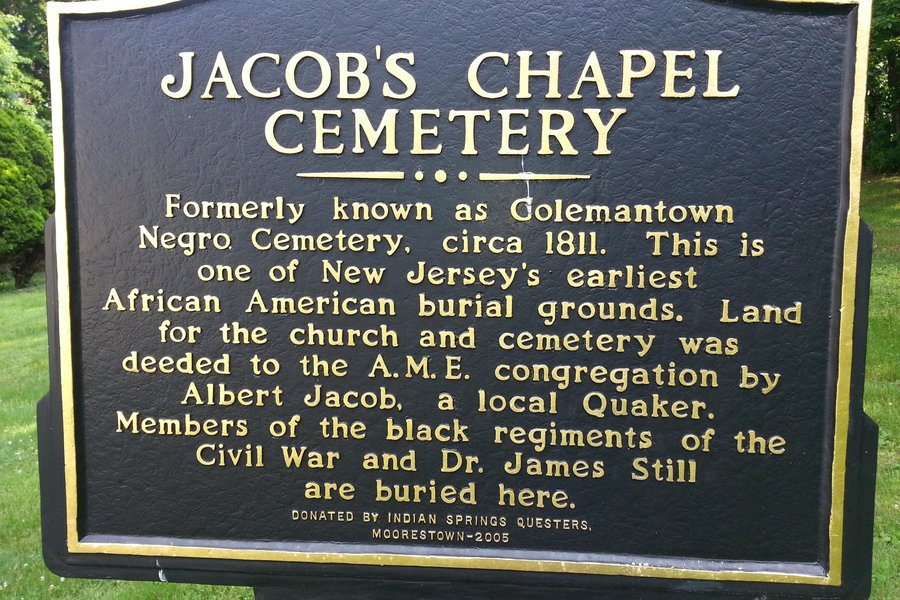 JACOB'S CHAPEL
CEMETERY
Formerly known as Colemantown
Negro Cemetery, circa 1811. This is
one of New Jersey's earliest
African American burial grounds. Land
for the church and cemetery was
deeded to the A.M.E. congregation by
Albert Jacob, a local Quaker.
Members of the black regiments of the
Civil War and Dr. James Still
are buried here.
DONATED BY INDIAN SPRINGS QUESTERS,
MOORESTOWN-2005